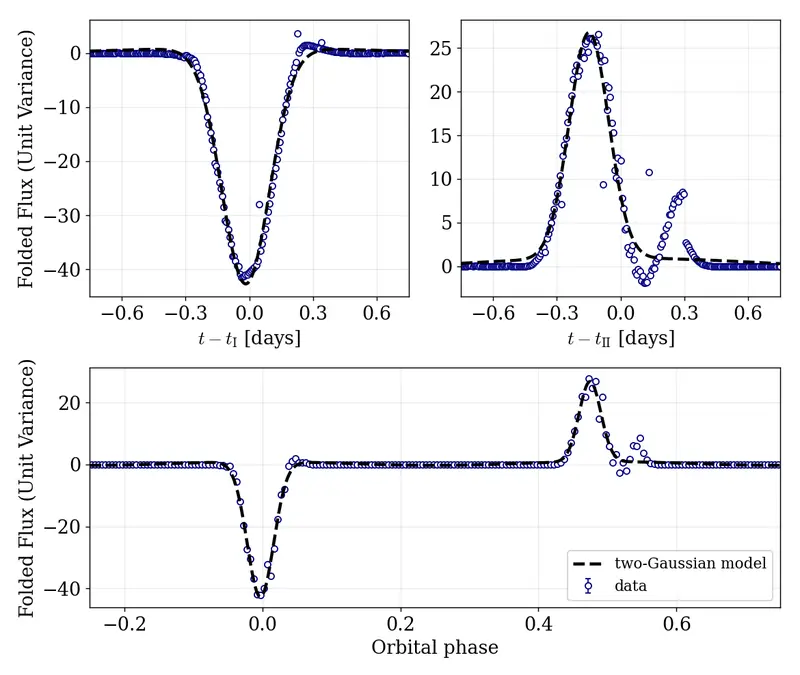 Folded Flux (Unit Variance)
0
−10
−20
−30
−40
−0.6 −0.3 0.0 0.3 0.6
t − t_I [days]
25
20
15
10
5
0
−0.6 −0.3 0.0 0.3 0.6
t − t_II [days]
Folded Flux (Unit Variance)
20
0
−20
−40
−0.2 0.0 0.2 0.4 0.6
Orbital phase
two-Gaussian model
data